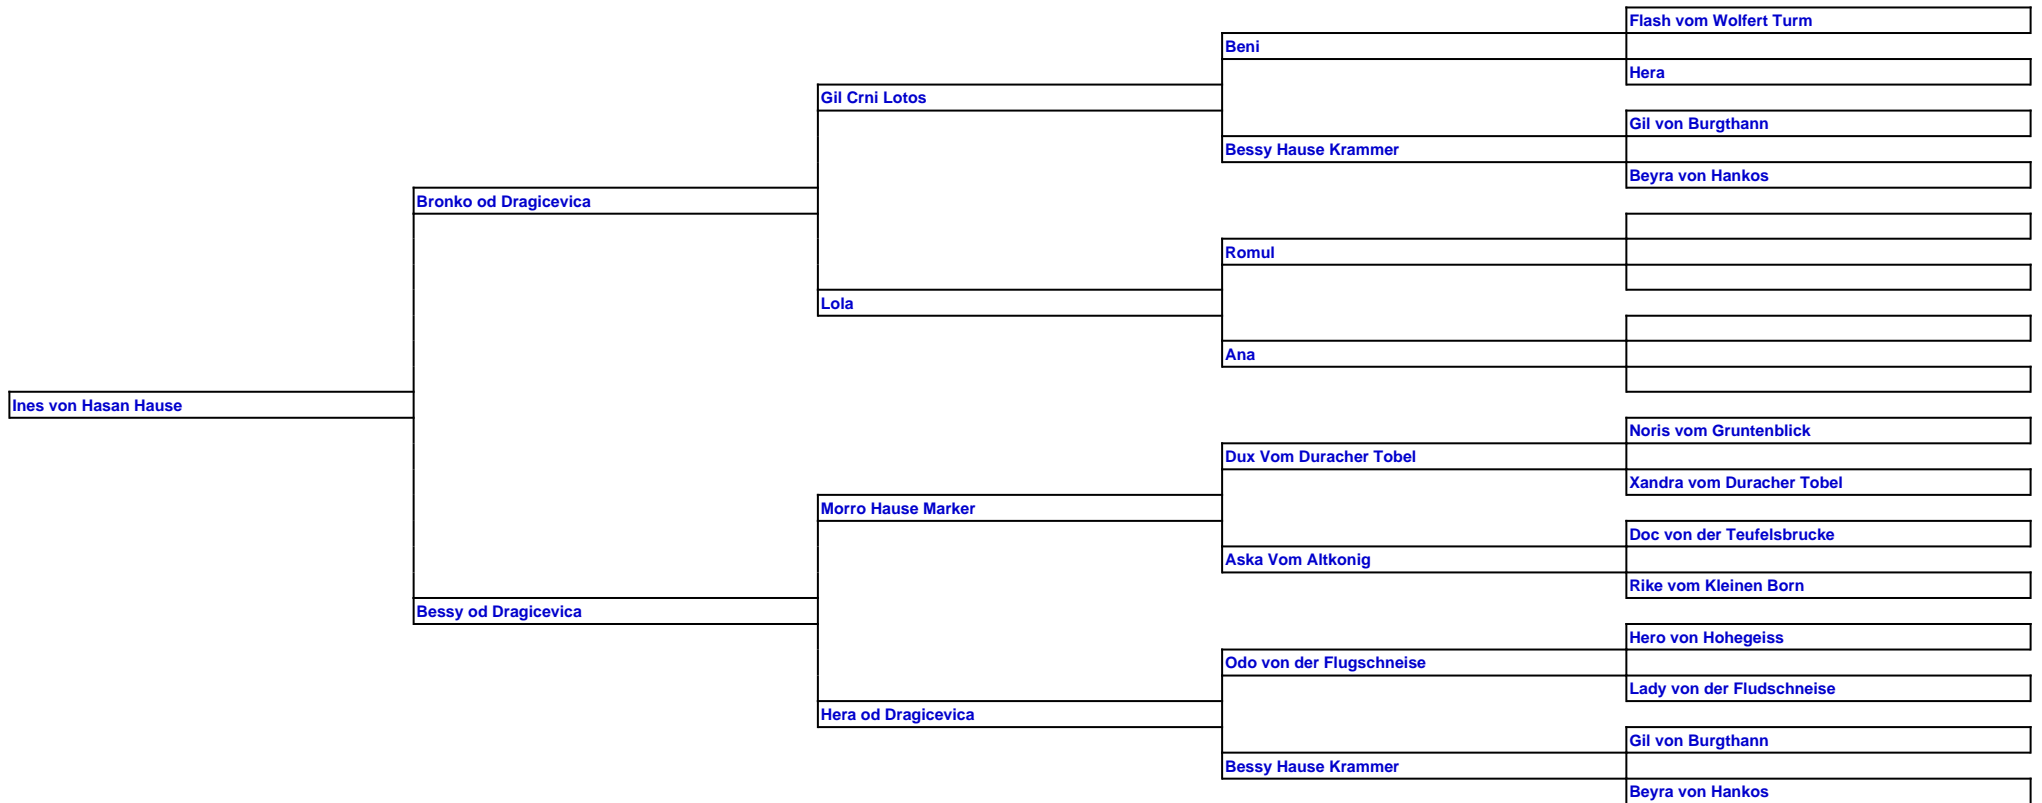 Flash vom Wolfert Turm
Beni
Hera
Gil Crni Lotos
Gil von Burgthann
Bessy Hause Krammer
Beyra von Hankos
Bronko od Dragicevica
Romul
Lola
Ana
Ines von Hasan Hause
Noris vom Gruntenblick
Dux Vom Duracher Tobel
Xandra vom Duracher Tobel
Morro Hause Marker
Doc von der Teufelsbrucke
Aska Vom Altkonig
Rike vom Kleinen Born
Bessy od Dragicevica
Hero von Hohegeiss
Odo von der Flugschneise
Lady von der Fludschneise
Hera od Dragicevica
Gil von Burgthann
Bessy Hause Krammer
Beyra von Hankos